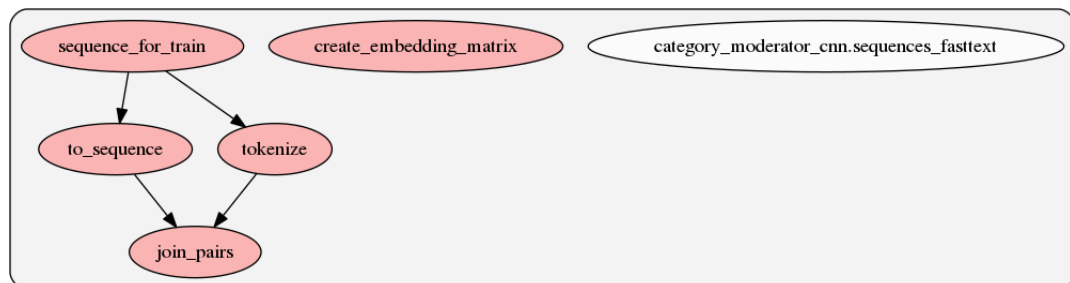 sequence_for_train
create_embedding_matrix
category_moderator_cnn.sequences_fasttext
to_sequence
tokenize
join_pairs